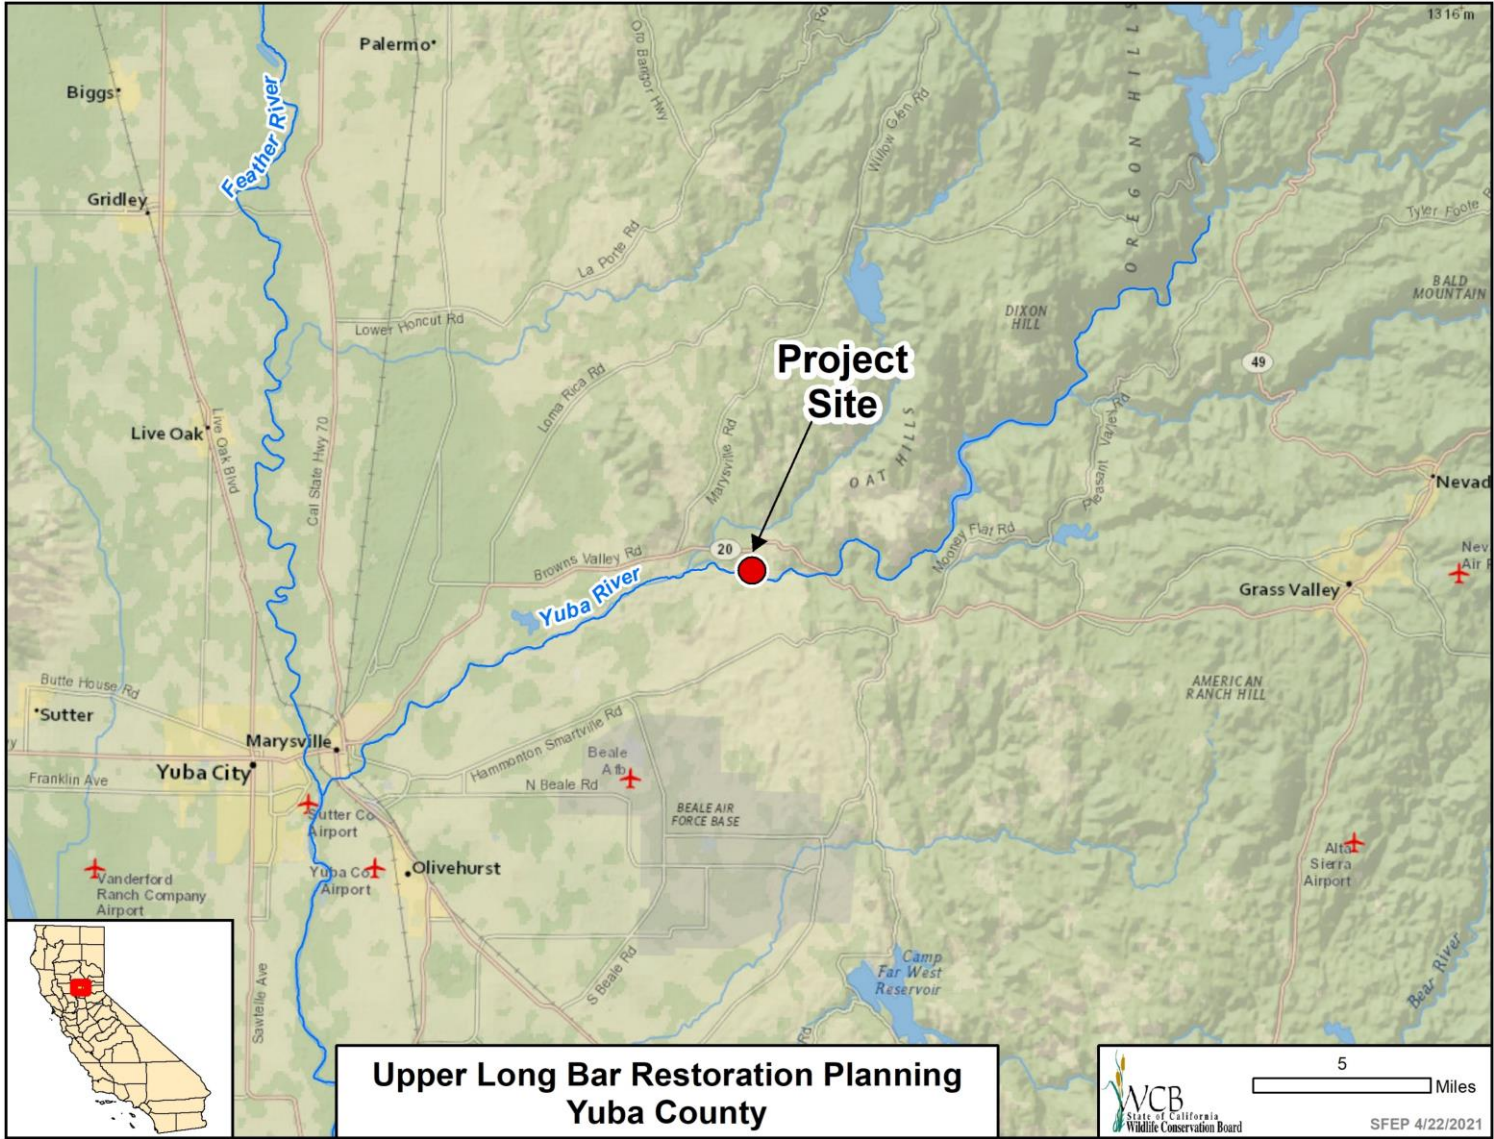 1316 m
Palermo
Oro Bangor Hwy
Biggs
Feather River
Willow Glen Rd
OREGON HILLS
Gridley
Tyler Foote
La Porte Rd
BALD
MOUNTAIN
DIXON
HILL
Lower Honcut Rd
Project
Site
49
Loma Rica Rd
Live Oak
Live Oak Blvd
Cal State Hwy 70
Marysville Rd
OAT HILLS
Pleasant Valley Rd
Nevad
Mooney Flat Rd
20
Browns Valley Rd
Nev
Air
Yuba River
Grass Valley
Butte House Rd
AMERICAN
RANCH HILL
Sutter
Marysville
Hammonton Smartville Rd
Yuba City
Beale
Afb
Franklin Ave
N Beale Rd
BEALE AIR
FORCE BASE
Sutter Co
Airport
Alta
Sierra
Airport
Yuba Co
Airport
Olivehurst
Vanderford
Ranch Company
Airport
Camp
Far West
Reservoir
S Beale Rd
Bear River
Sawtelle Ave
Rd
Upper Long Bar Restoration Planning
Yuba County
WCB
State of California
Wildlife Conservation Board
5
Miles
SFEP 4/22/2021